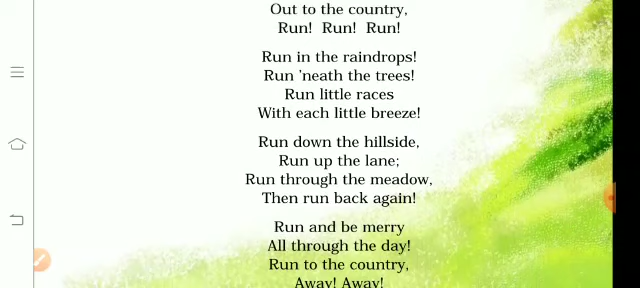 Out to the country,
Run! Run! Run!
Run in the raindrops!
Run 'neath the trees!
Run little races
With each little breeze!
Run down the hillside,
Run up the lane;
Run through the meadow,
Then run back again!
Run and be merry
All through the day!
Run to the country,
Away! Away!